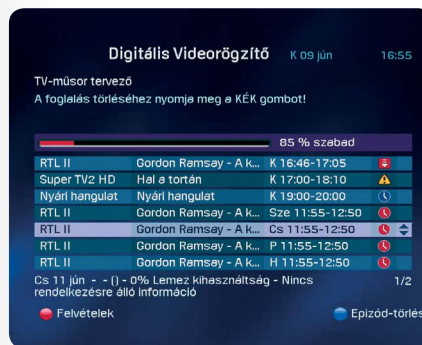 Digitális Videorögzítő K 09 jún 16:55
TV-műsor tervező
A foglalás törléséhez nyomja meg a KÉK gombot!
85 % szabad
RTL II Gordon Ramsay - A k... K 16:46-17:05
Super TV2 HD Hal a tortán K 17:00-18:10
Nyári hangulat Nyári hangulat K 19:00-20:00
RTL II Gordon Ramsay - A k... Sze 11:55-12:50
RTL II Gordon Ramsay - A k... Cs 11:55-12:50
RTL II Gordon Ramsay - A k... P 11:55-12:50
RTL II Gordon Ramsay - A k... H 11:55-12:50
Cs 11 jún - - () - 0% Lemez kihasználtság - Nincs 1/2
rendelkezésre álló információ
Felvételek Epizód-törlés